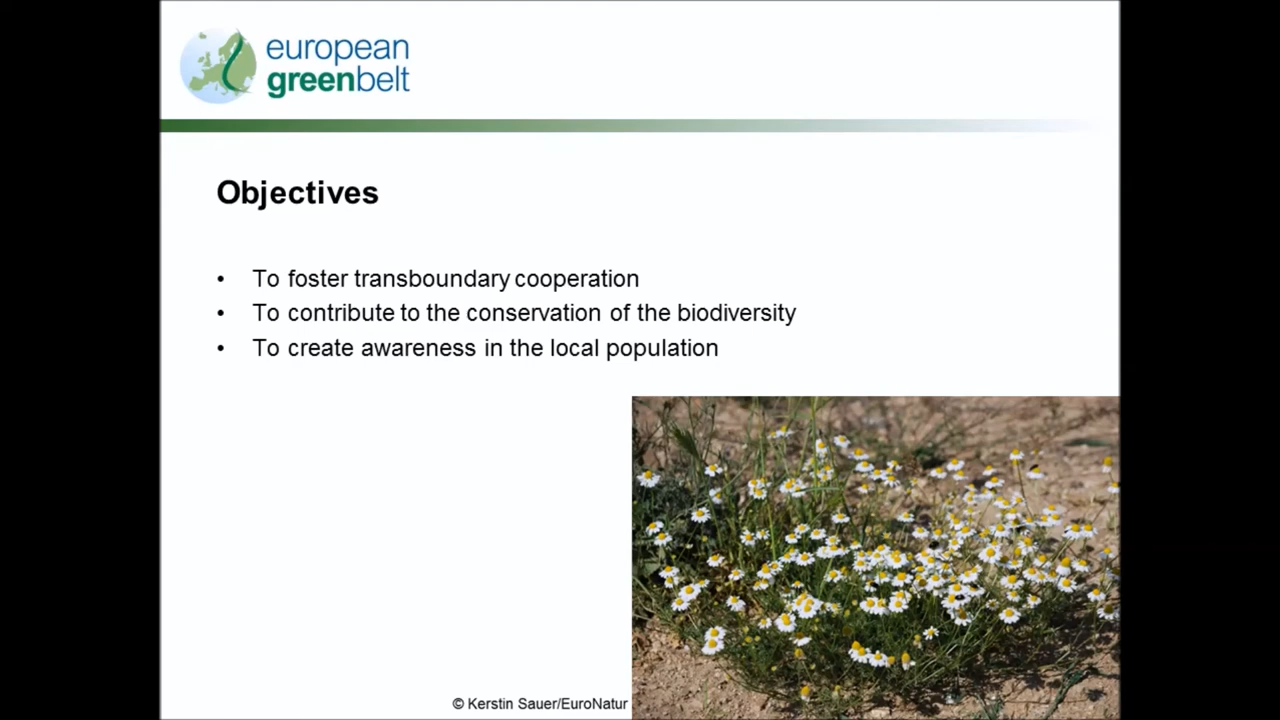 european
greenbelt
Objectives
• To foster transboundary cooperation
• To contribute to the conservation of the biodiversity
• To create awareness in the local population
© Kerstin Sauer/EuroNatur